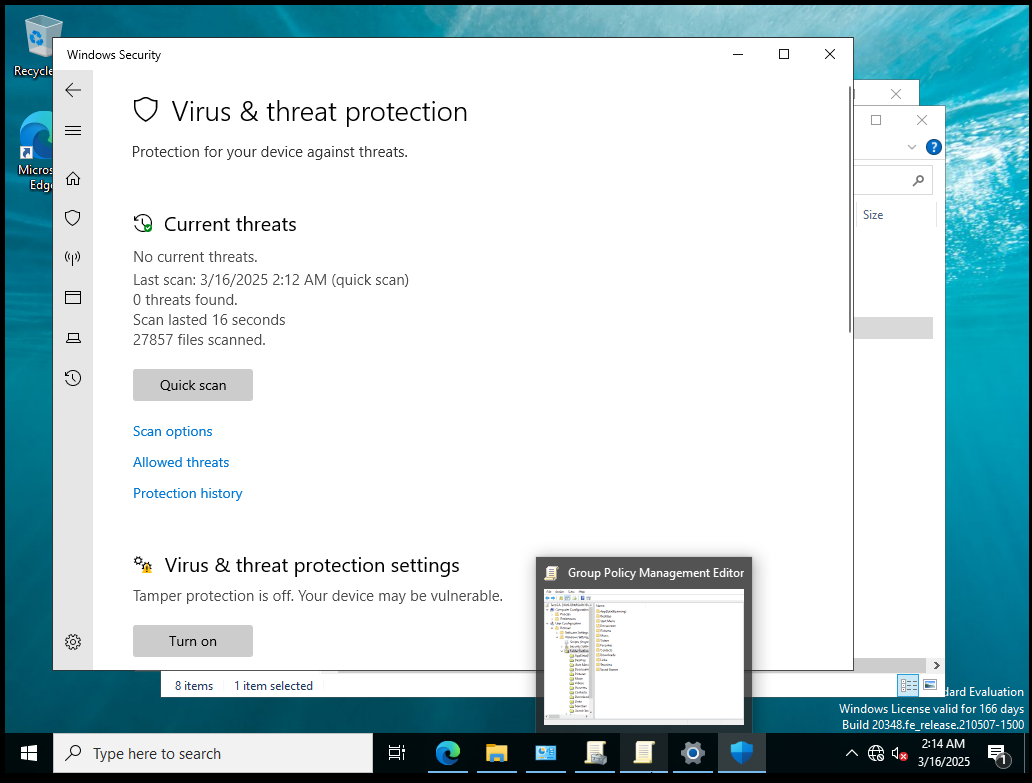 Recycle
Micros
Edge
Windows Security
Virus & threat protection
Protection for your device against threats.
Current threats
No current threats.
Last scan: 3/16/2025 2:12 AM (quick scan)
0 threats found.
Scan lasted 16 seconds
27857 files scanned.
Quick scan
Scan options
Allowed threats
Protection history
Virus & threat protection settings
Tamper protection is off. Your device may be vulnerable.
Turn on
Size
Group Policy Management Editor
8 items 1 item selected
dard Evaluation
Windows License valid for 166 days
Build 20348.fe_release.210507-1500
Type here to search
2:14 AM
3/16/2025
1